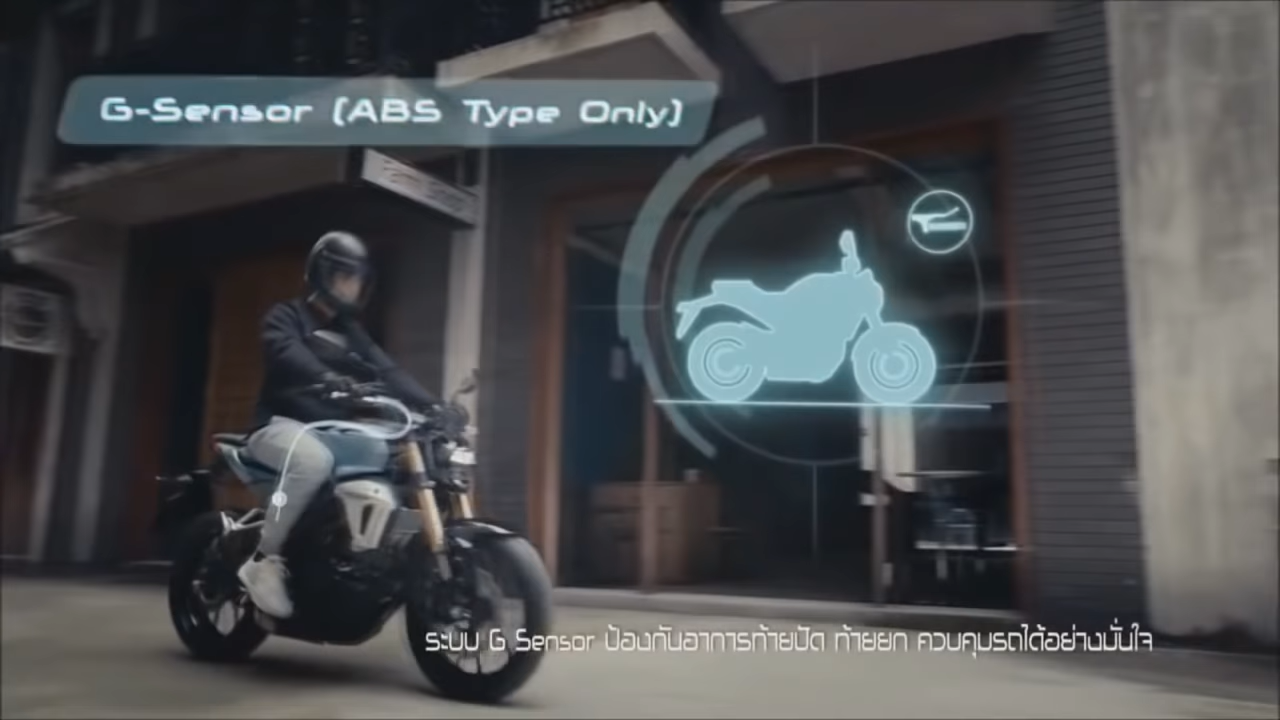 G-Sensor (ABS Type Only)
ระบบ G Sensor ป้องกันอาการท้ายปัด ท้ายยก ควบคุมรถได้อย่างมั่นใจ